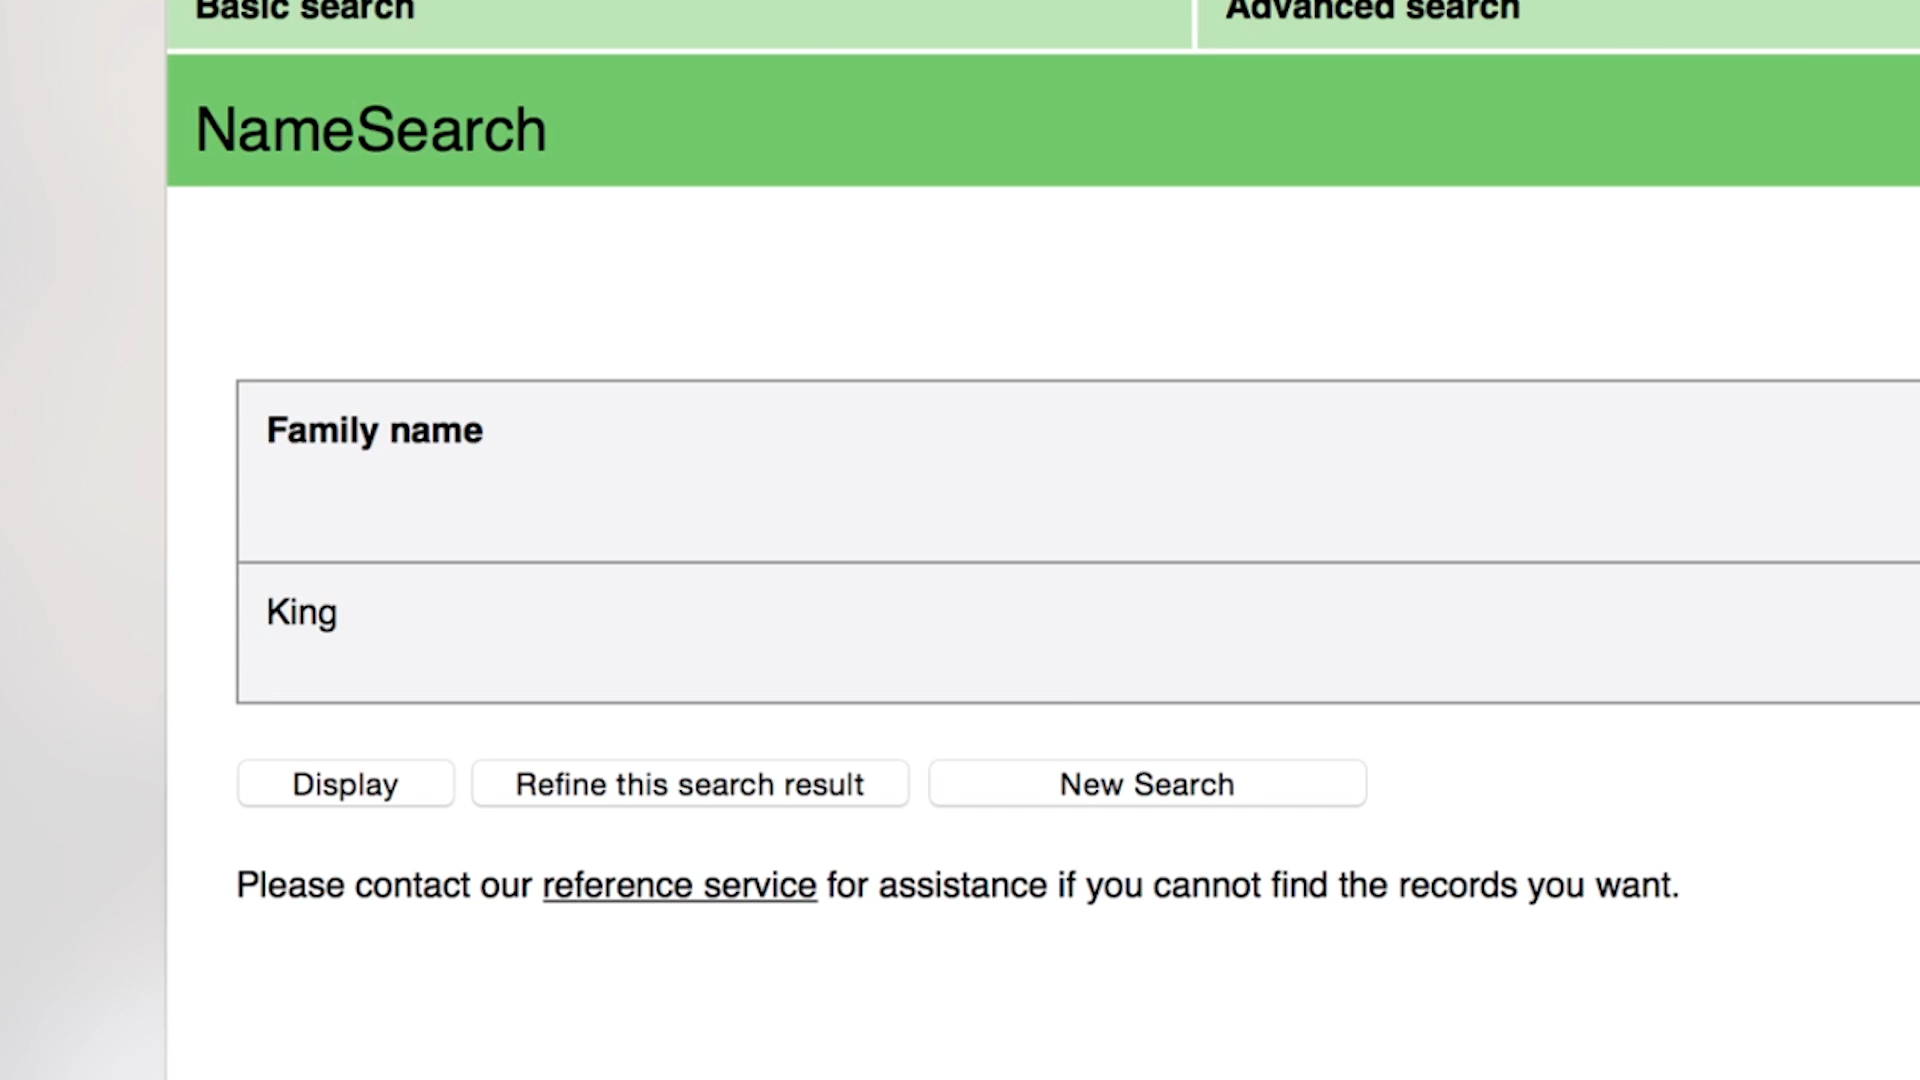 Basic search
Advanced search
NameSearch
Family name
King
Display
Refine this search result
New Search
Please contact our reference service for assistance if you cannot find the records you want.